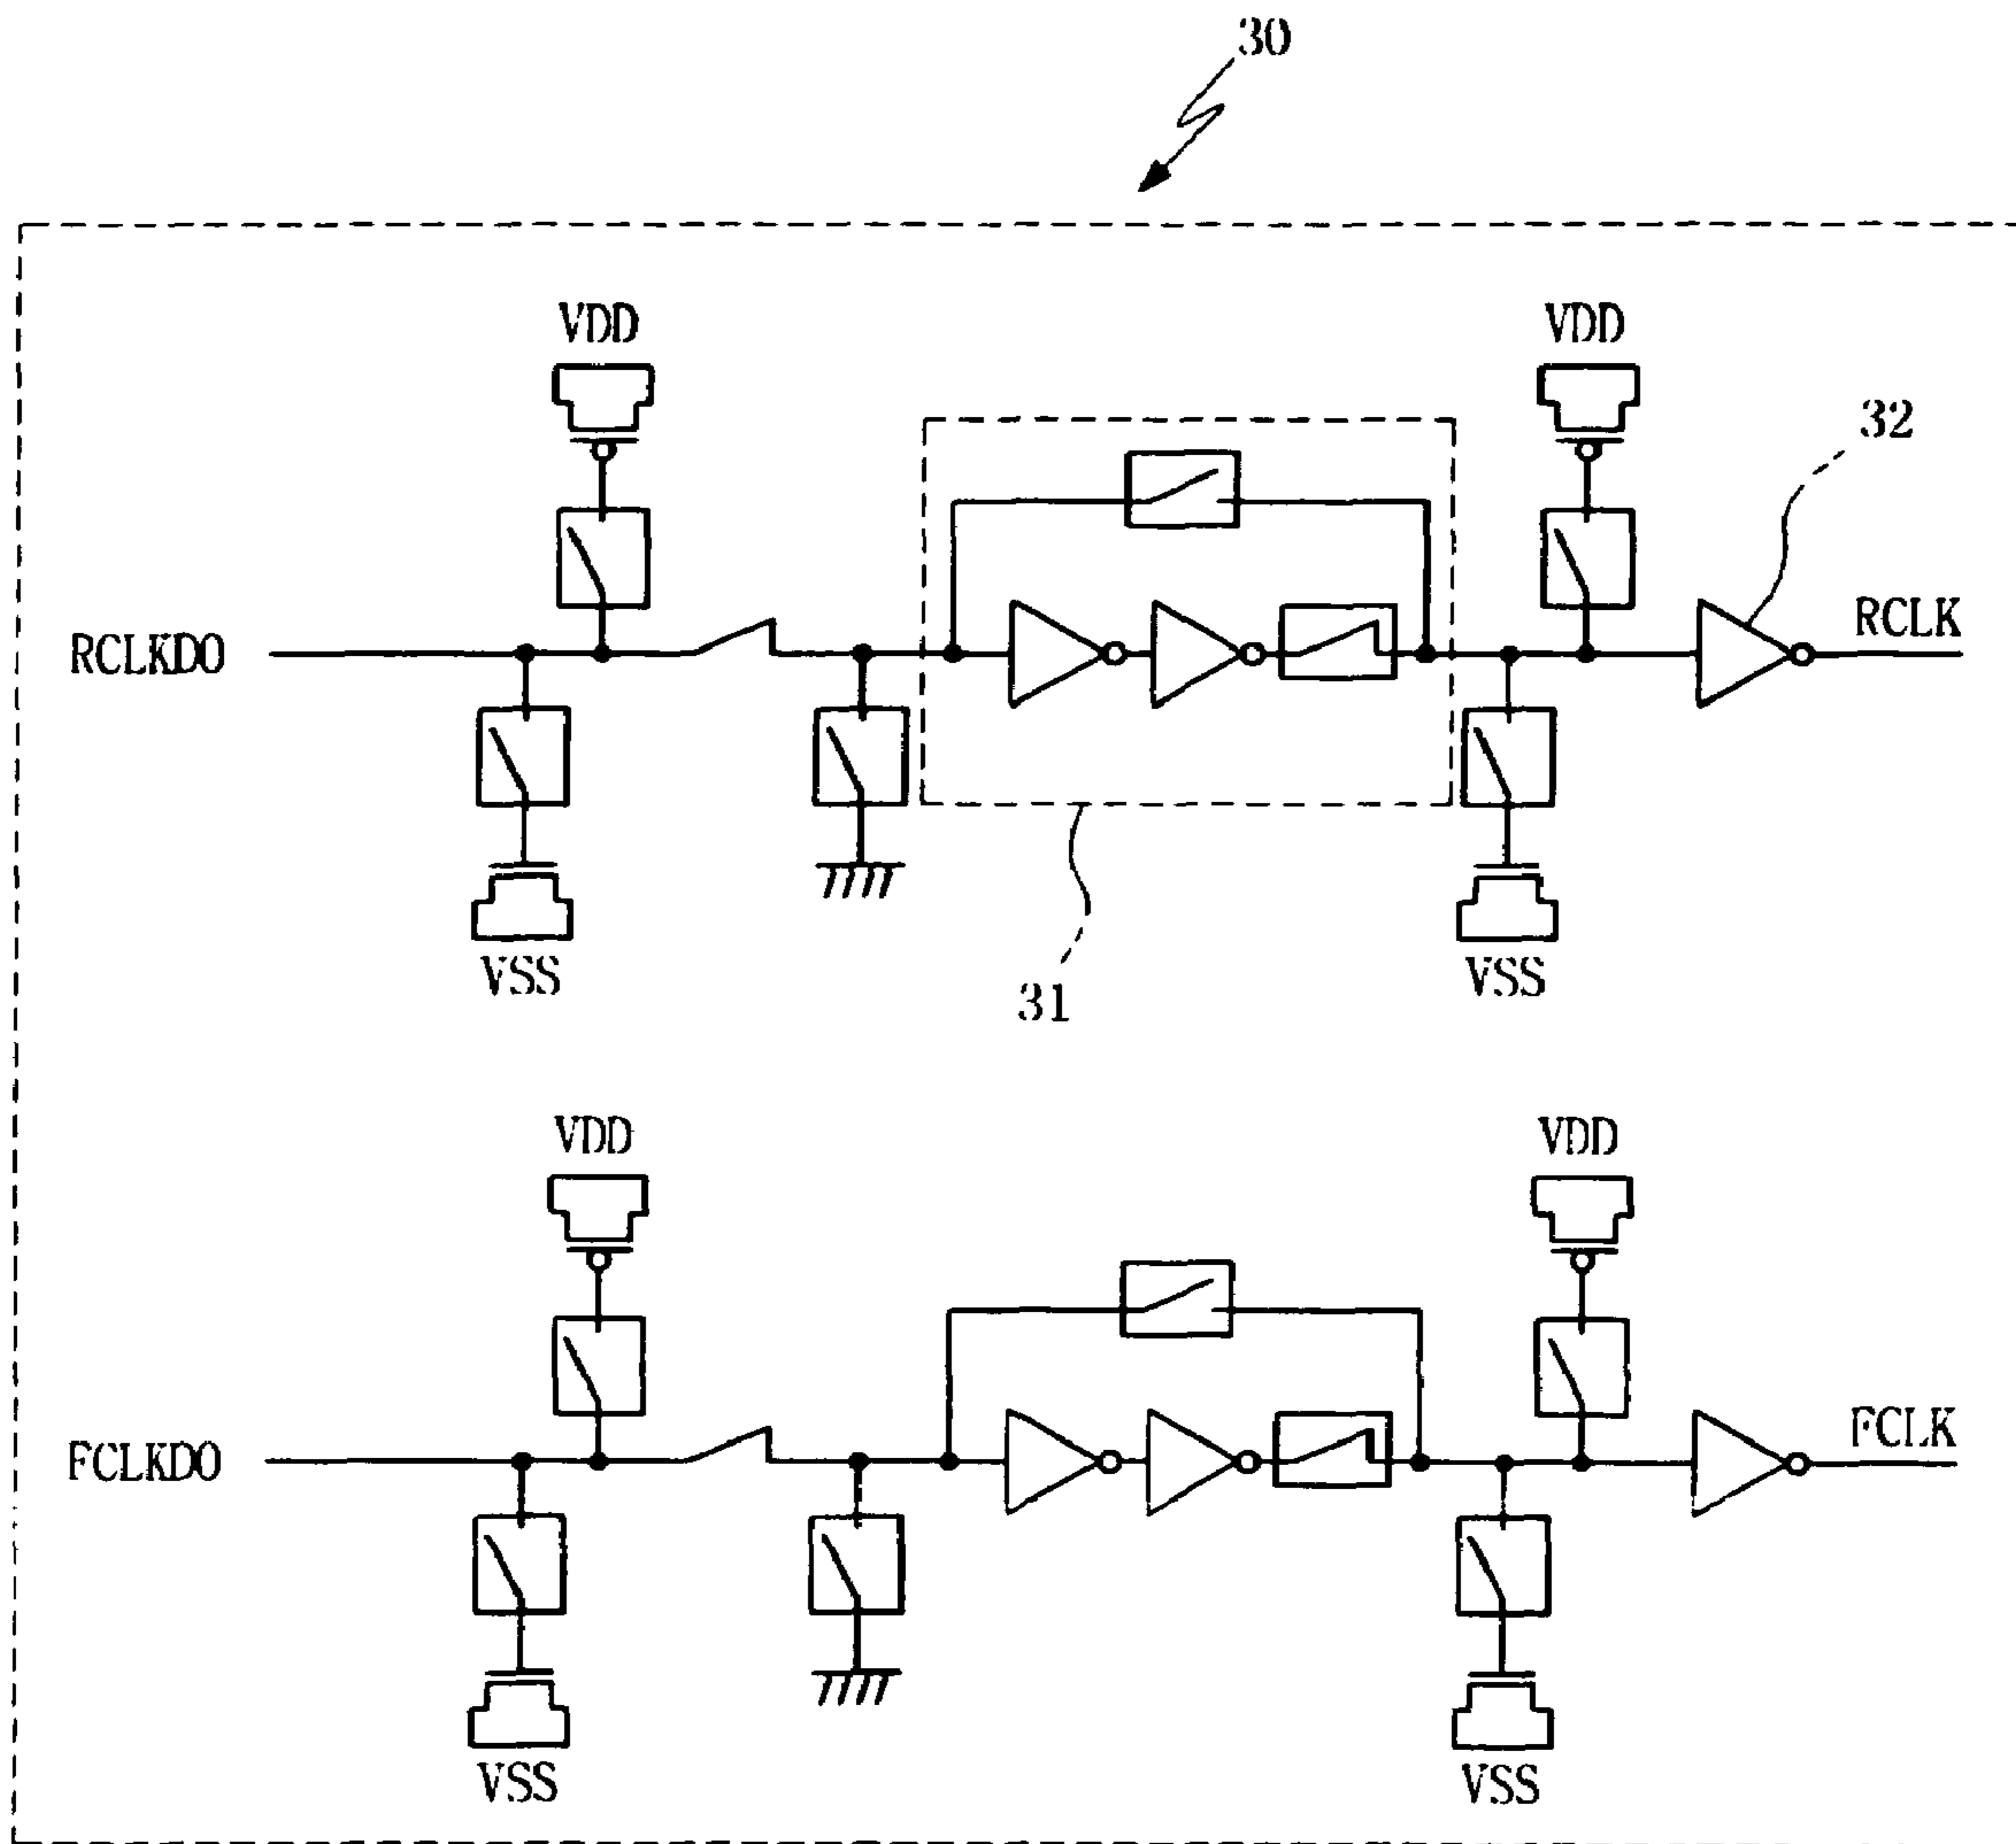 30
VDD
VDD
32
RCLKDO
RCLK
VSS
VSS
31
VDD
VDD
FCLKDO
FCLK
VSS
VSS